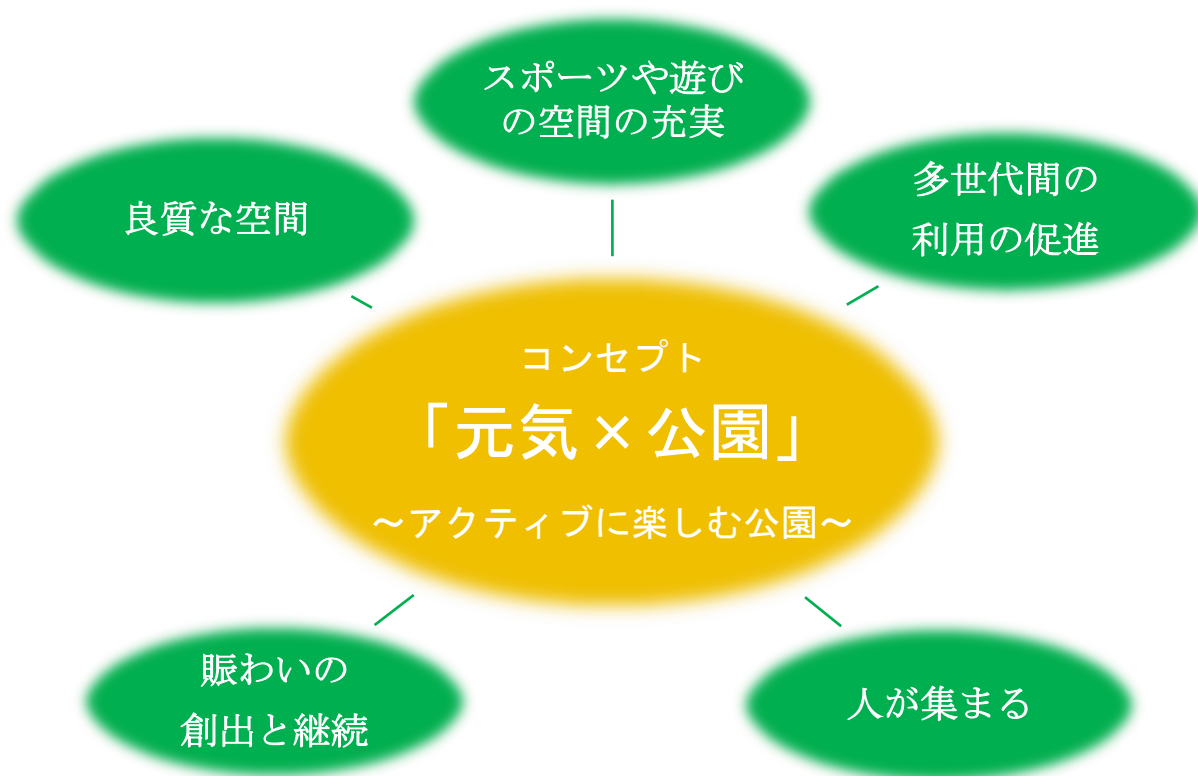 スポーツや遊び
の空間の充実
良質な空間
多世代間の
利用の促進
コンセプト
「元気×公園」
～アクティブに楽しむ公園～
賑わいの
創出と継続
人が集まる